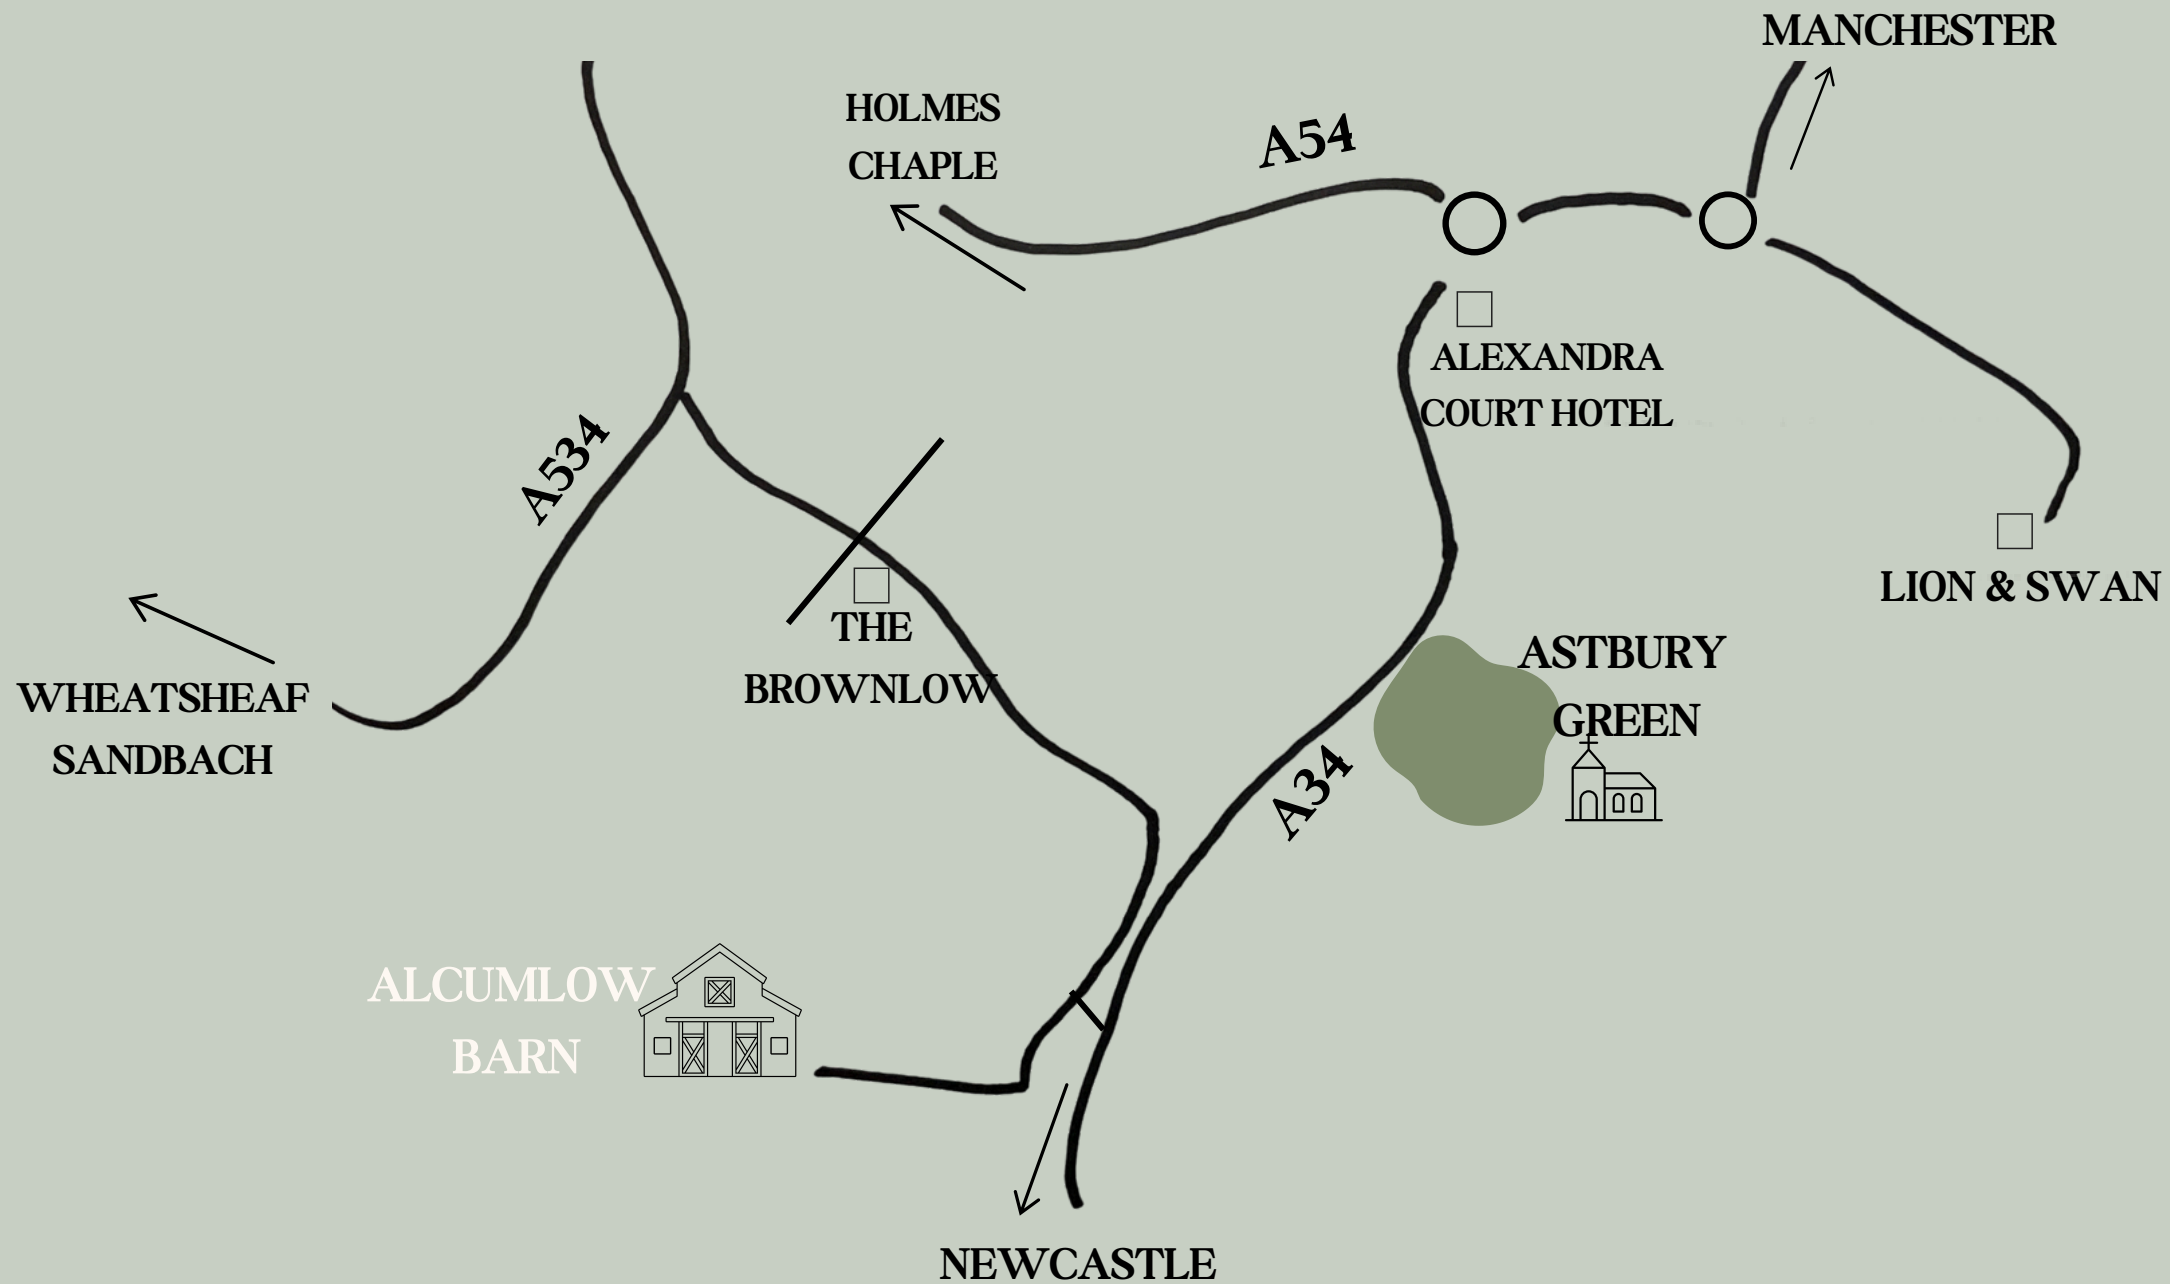 MANCHESTER
HOLMES
CHAPLE
A54
ALEXANDRA
COURT HOTEL
A534
LION & SWAN
THE
BROWNLOW
ASTBURY
GREEN
WHEATSHEAF
SANDBACH
A34
ALCUMLOW
BARN
NEWCASTLE